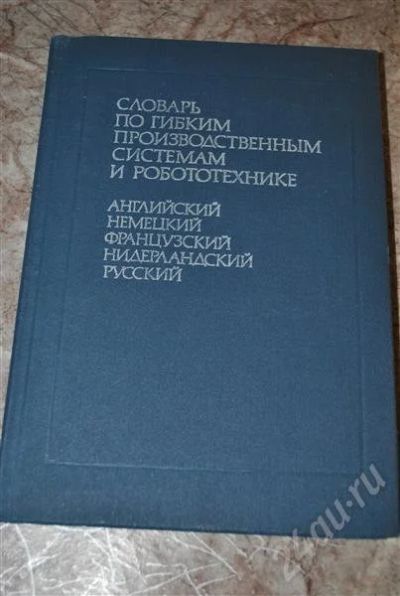 СЛОВАРЬ
ПО ГИБКИМ
ПРОИЗВОДСТВЕННЫМ
СИСТЕМАМ
И РОБОТОТЕХНИКЕ
АНГЛИЙСКИЙ
НЕМЕЦКИЙ
ФРАНЦУЗСКИЙ
НИДЕРЛАНДСКИЙ
РУССКИЙ
24au.ru